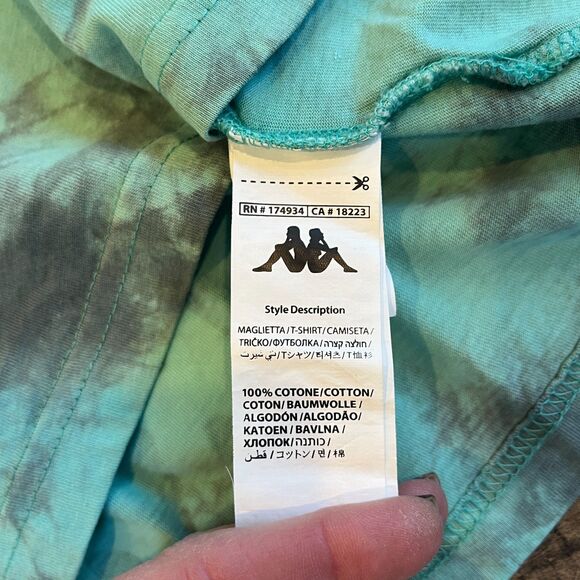 RN # 174934 CA # 18223
Style Description
MAGLIETTA/T-SHIRT/CAMISETA/
TRIČKO/ФУТБОЛКА/חולצה קצרה/
تي شيرت/Tシャツ/티셔츠/T恤衫
100% COTONE/COTTON/
COTON/BAUMWOLLE/
ALGODÓN/ALGODÃO/
KATOEN/BAVLNA/
ХЛОПОК/כותנה/
قطن/コットン/면/棉